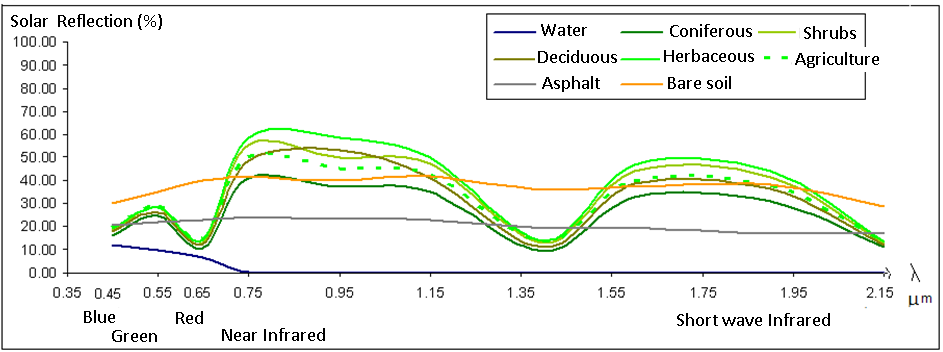 Solar Reflection (%)
Water
Coniferous
Shrubs
Deciduous
Herbaceous
Agriculture
Asphalt
Bare soil
100.00
90.00
80.00
70.00
60.00
50.00
40.00
30.00
20.00
10.00
0.00
0.35 0.45 0.55 0.65 0.75 0.95 1.15 1.35 1.55 1.75 1.95 2.15
λ
µm
Blue
Green
Red
Near Infrared
Short wave Infrared